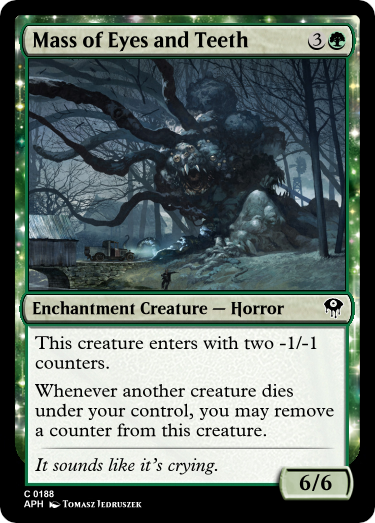 Mass of Eyes and Teeth 3
Enchantment Creature — Horror
This creature enters with two -1/-1
counters.
Whenever another creature dies
under your control, you may remove
a counter from this creature.
It sounds like it's crying.
6/6
C 0188
APH Tomasz Jedruszek